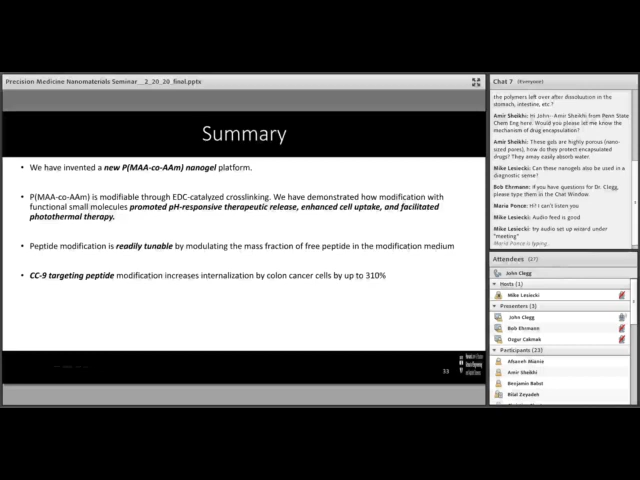 Precision Medicine Nanomaterials Seminar__2_20_20_final.pptx
Summary
• We have invented a new P(MAA-co-AAm) nanogel platform.
• P(MAA-co-AAm) is modifiable through EDC-catalyzed crosslinking. We have demonstrated how modification with
functional small molecules promoted pH-responsive therapeutic release, enhanced cell uptake, and facilitated
photothermal therapy.
• Peptide modification is readily tunable by modulating the mass fraction of free peptide in the modification medium
• CC-9 targeting peptide modification increases internalization by colon cancer cells by up to 310%
33
Chat 7 (Everyone)
the polymers left over after dissolution in the
stomach, intestine, etc.?
Amir Sheikhi: Hi John--Amir Sheikhi from Penn State
Chem Eng here. Would you please let me know the
mechanism of drug encapsulation?
Amir Sheikhi: These gels are highly porous (nano-
sized pores), how do they protect encapsulated
drugs? They away easily absorb water.
Mike Lesiecki: Can these nanogels also be used in a
diagnostic sense?
Bob Ehrmann: if you have questions for Dr. Clegg,
please type them in the Chat Window
Maria Ponce: Hi! I can't listen you
Mike Lesiecki: Audio feed is good
Mike Lesiecki: try audio set up wizard under
"meeting"
Maria Ponce is typing...
Attendees (27)
John Clegg
Hosts (1)
Mike Lesiecki
Presenters (3)
John Clegg
Bob Ehrmann
Ozgur Cakmak
Participants (23)
Afsaneh
Amir Sheikhi
Benjamin Babst
Bilal Zeyadeh